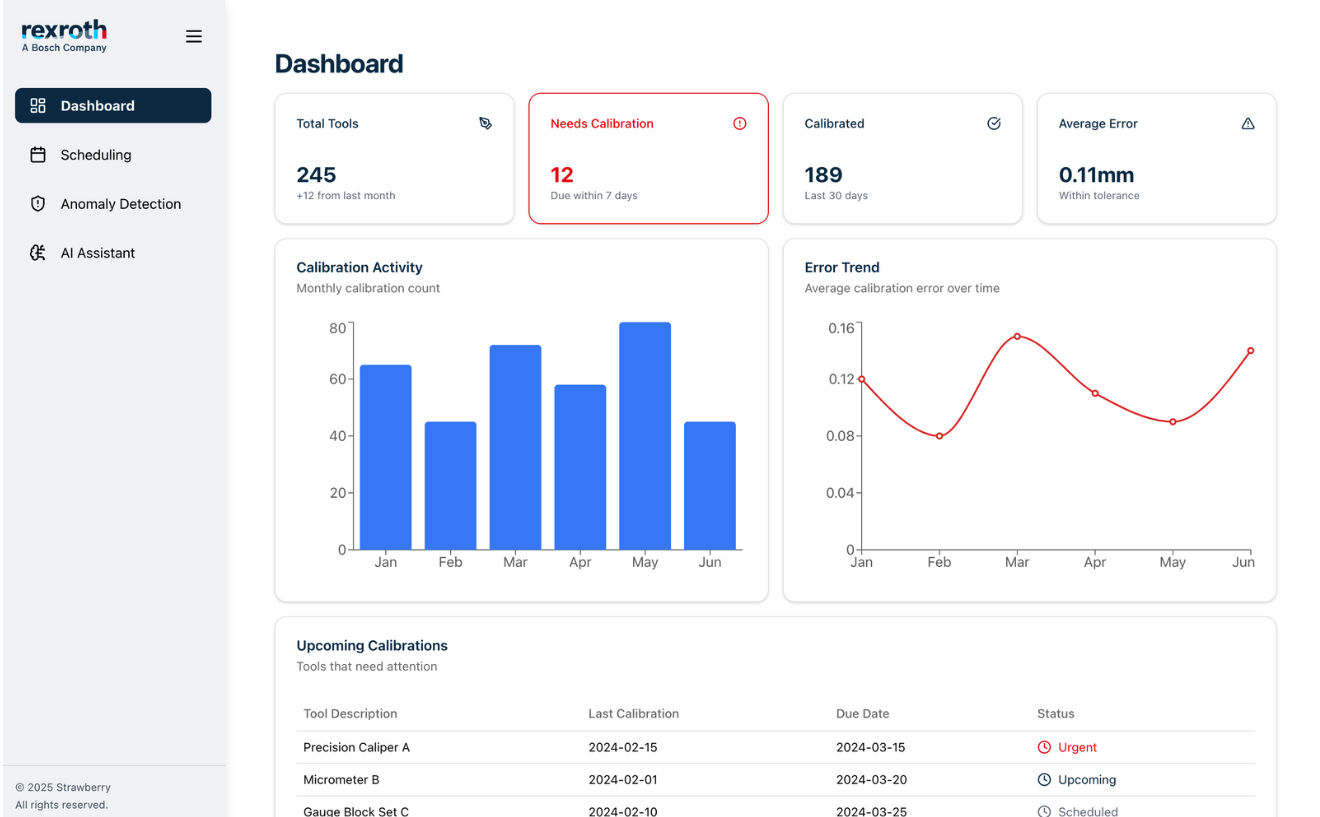 rexroth
A Bosch Company
Dashboard
Scheduling
Anomaly Detection
AI Assistant
© 2025 Strawberry
All rights reserved.
Dashboard
Total Tools
245
+12 from last month
Needs Calibration
12
Due within 7 days
Calibrated
189
Last 30 days
Average Error
0.11mm
Within tolerance
Calibration Activity
Monthly calibration count
80
60
40
20
0
Jan Feb Mar Apr May Jun
Error Trend
Average calibration error over time
0.16
0.12
0.08
0.04
0
Jan Feb Mar Apr May Jun
Upcoming Calibrations
Tools that need attention
Tool Description Last Calibration Due Date Status
Precision Caliper A 2024-02-15 2024-03-15 Urgent
Micrometer B 2024-02-01 2024-03-20 Upcoming
Gauge Block Set C 2024-02-10 2024-03-25 Scheduled